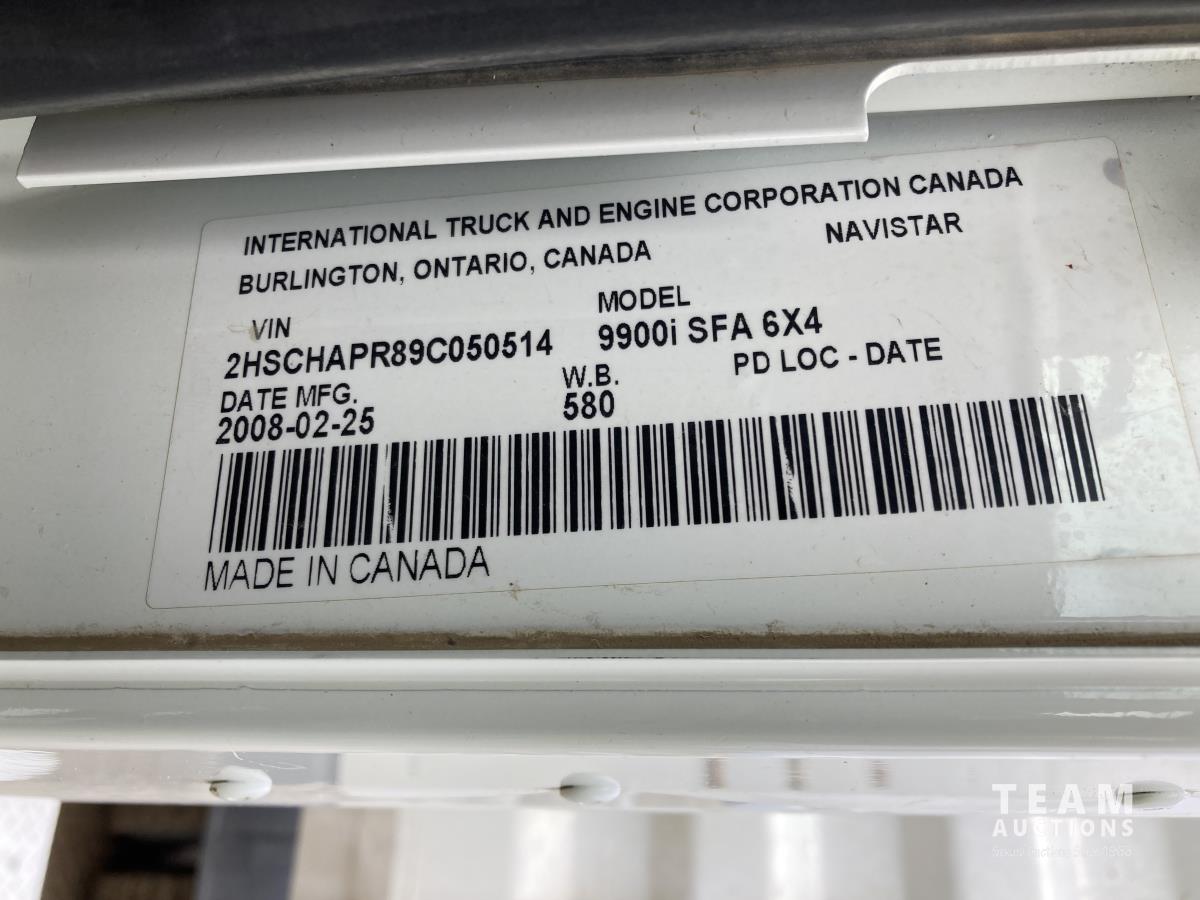 INTERNATIONAL TRUCK AND ENGINE CORPORATION CANADA
BURLINGTON, ONTARIO, CANADA NAVISTAR
VIN MODEL
2HSCHAPR89C050514 9900i SFA 6X4
DATE MFG. W.B. PD LOC - DATE
2008-02-25 580
MADE IN CANADA
TEAM
AUCTIONS